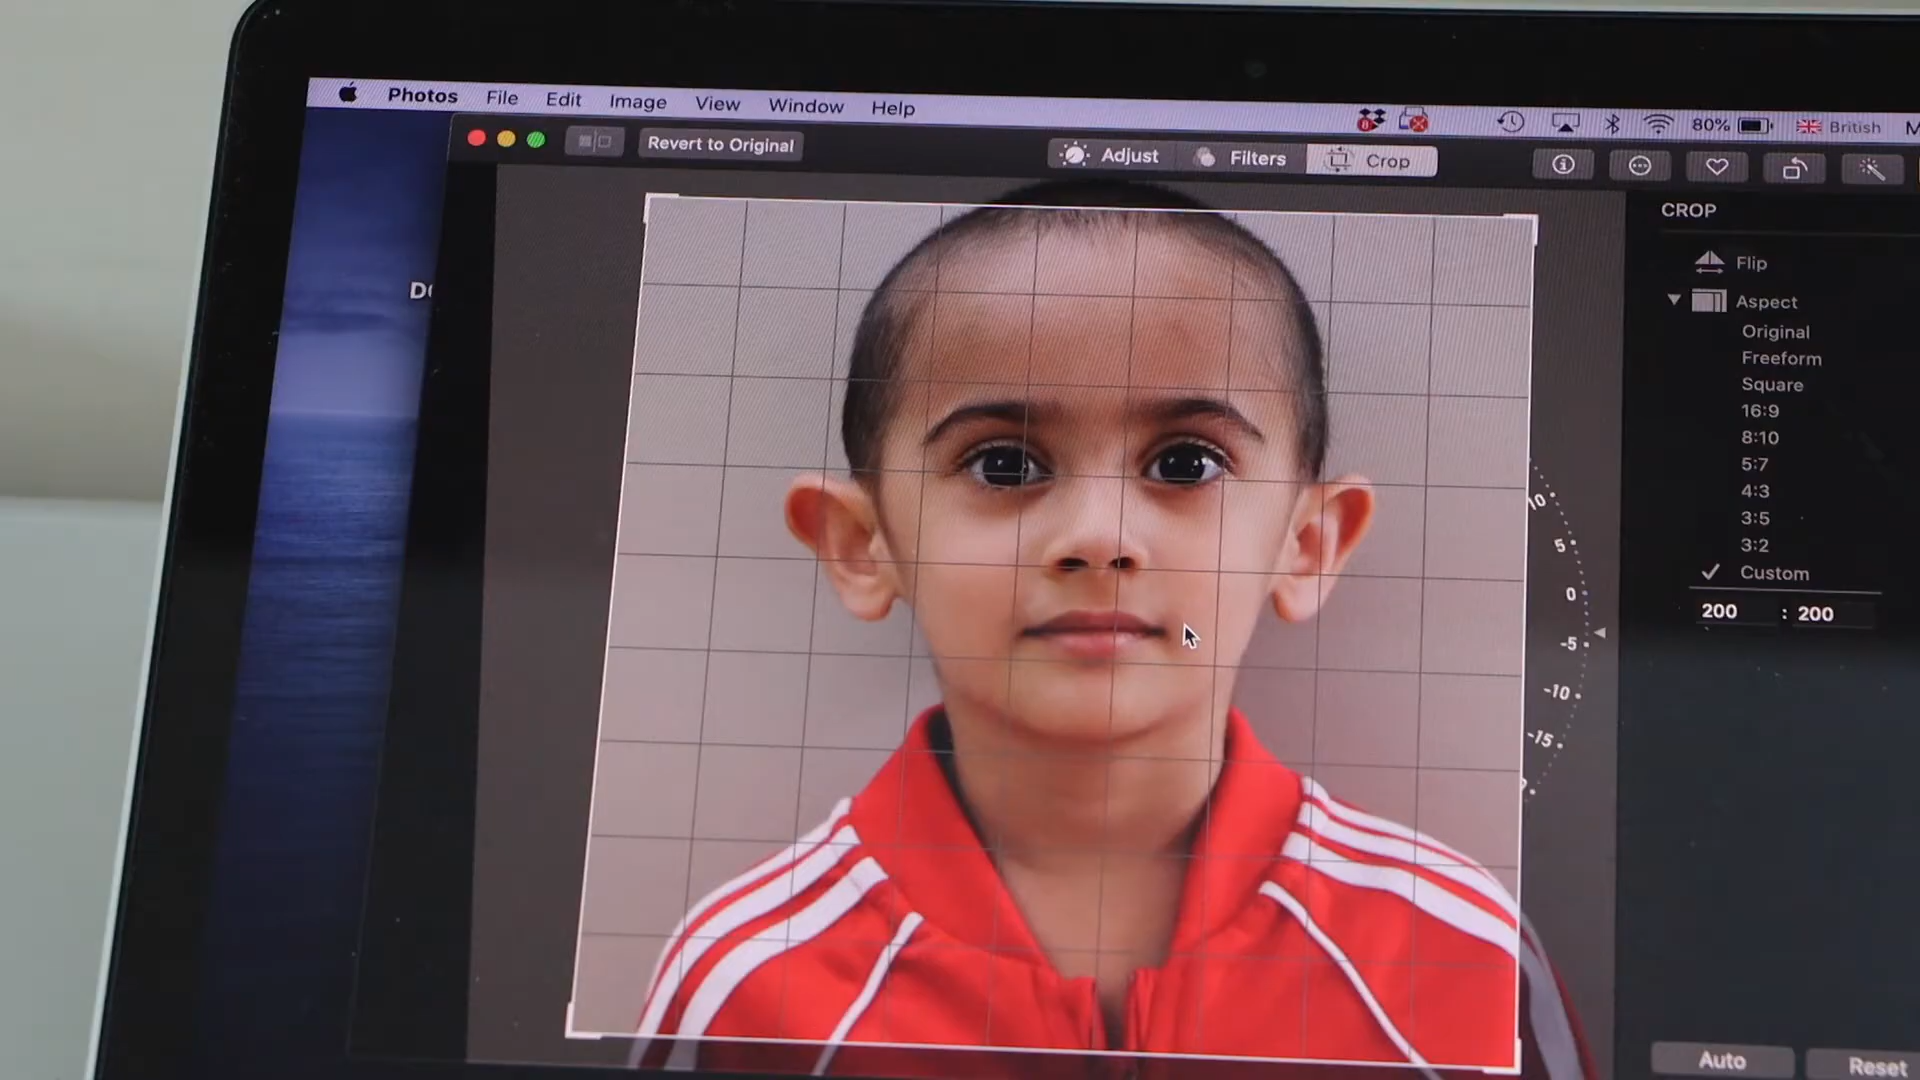 Photos File Edit Image View Window Help 80% British
Revert to Original Adjust Filters Crop
CROP
Flip
Aspect
Original
Freeform
Square
16:9
8:10
5:7
4:3
3:5
3:2
Custom
200 : 200
10
5
0
-5
-10
-15
Auto Reset